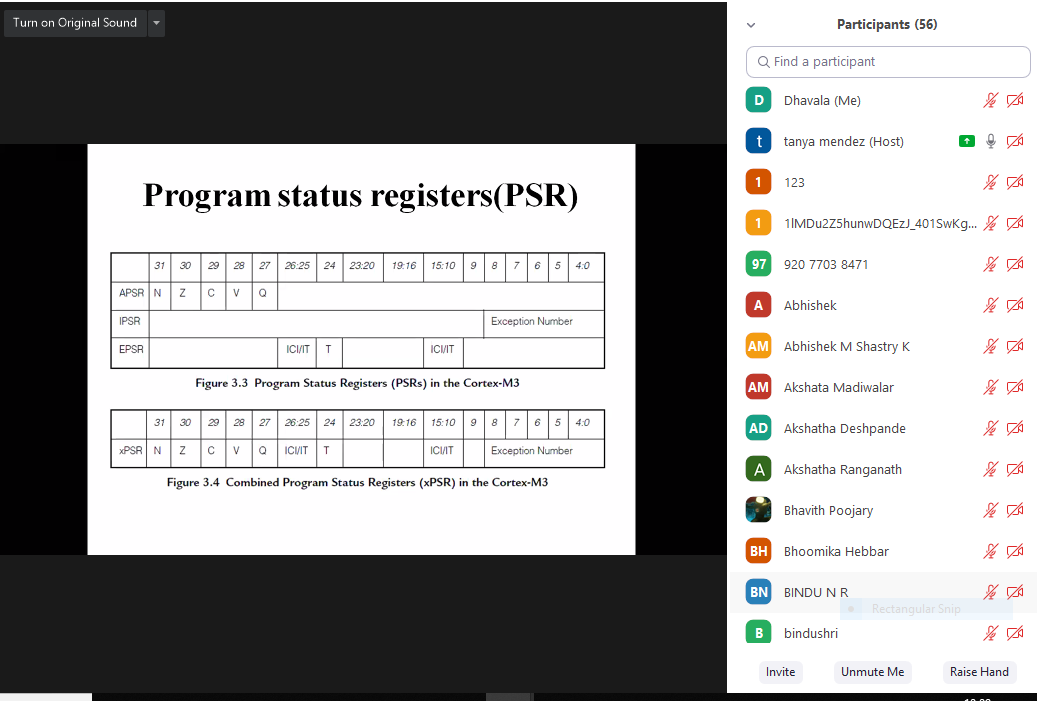 Turn on Original Sound
Program status registers(PSR)
31 30 29 28 27 26:25 24 23:20 19:16 15:10 9 8 7 6 5 4:0
APSR N Z C V Q
IPSR Exception Number
EPSR ICI/IT T ICI/IT
Figure 3.3 Program Status Registers (PSRs) in the Cortex-M3
31 30 29 28 27 26:25 24 23:20 19:16 15:10 9 8 7 6 5 4:0
xPSR N Z C V Q ICI/IT T ICI/IT Exception Number
Figure 3.4 Combined Program Status Registers (xPSR) in the Cortex-M3
Participants (56)
Find a participant
D Dhavala (Me)
t tanya mendez (Host)
1 123
1 1lMDu2Z5hunwDQEzJ_401SwKg...
97 920 7703 8471
A Abhishek
AM Abhishek M Shastry K
AM Akshata Madiwalar
AD Akshatha Deshpande
A Akshatha Ranganath
Bhavith Poojary
BH Bhoomika Hebbar
BN BINDU N R
Rectangular Snip
B bindushri
Invite Unmute Me Raise Hand